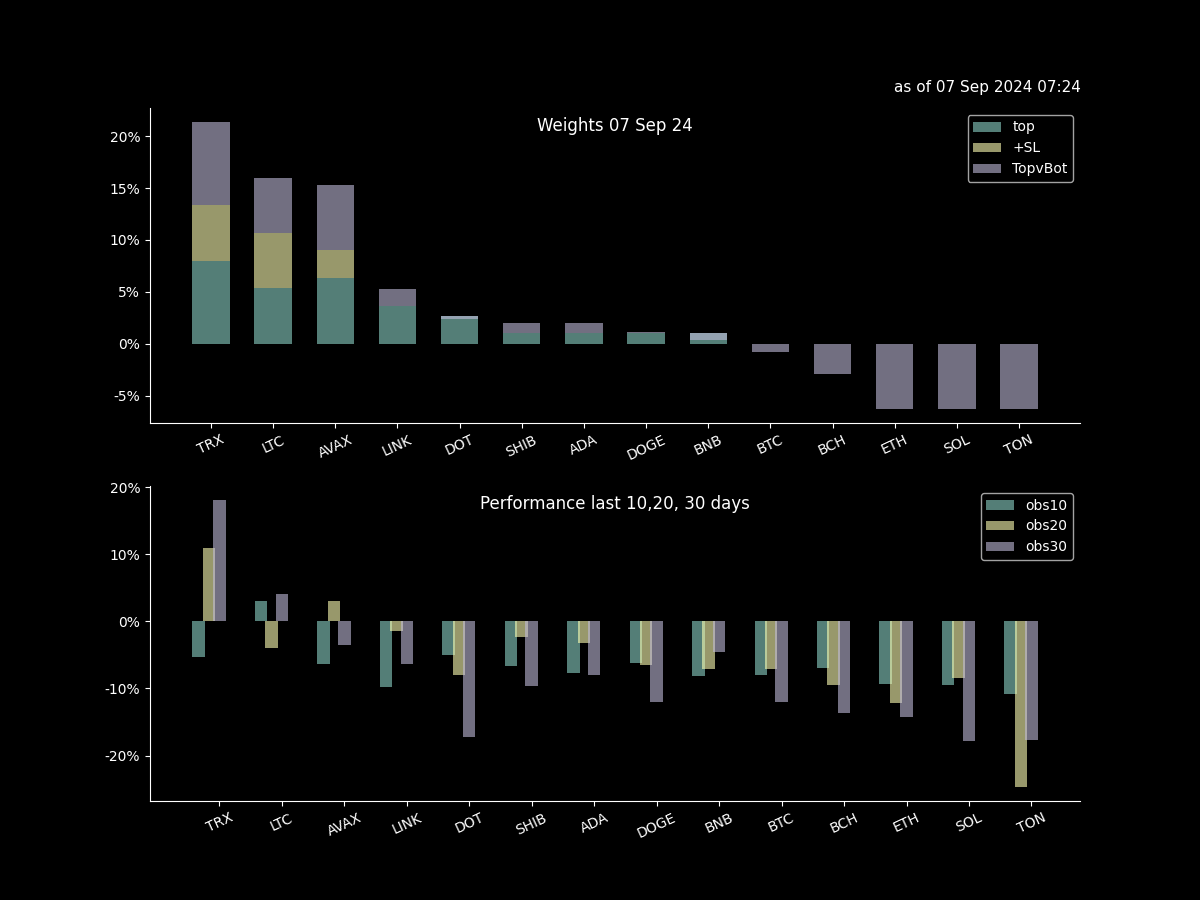 as of 07 Sep 2024 07:24
Weights 07 Sep 24
top
+SL
TopvBot
20%
15%
10%
5%
0%
-5%
TRX LTC AVAX LINK DOT SHIB ADA DOGE BNB BTC BCH ETH SOL TON
Performance last 10,20, 30 days
obs10
obs20
obs30
20%
10%
0%
-10%
-20%
TRX LTC AVAX LINK DOT SHIB ADA DOGE BNB BTC BCH ETH SOL TON